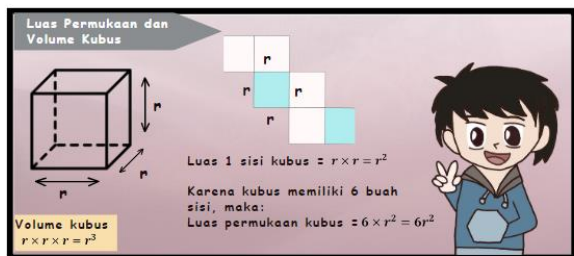 Luas Permukaan dan
Volume Kubus
r
r
r
r
r
r
r
Luas 1 sisi kubus = r × r = r²
Karena kubus memiliki 6 buah
sisi, maka:
Luas permukaan kubus = 6 × r² = 6r²
Volume kubus
r × r × r = r³